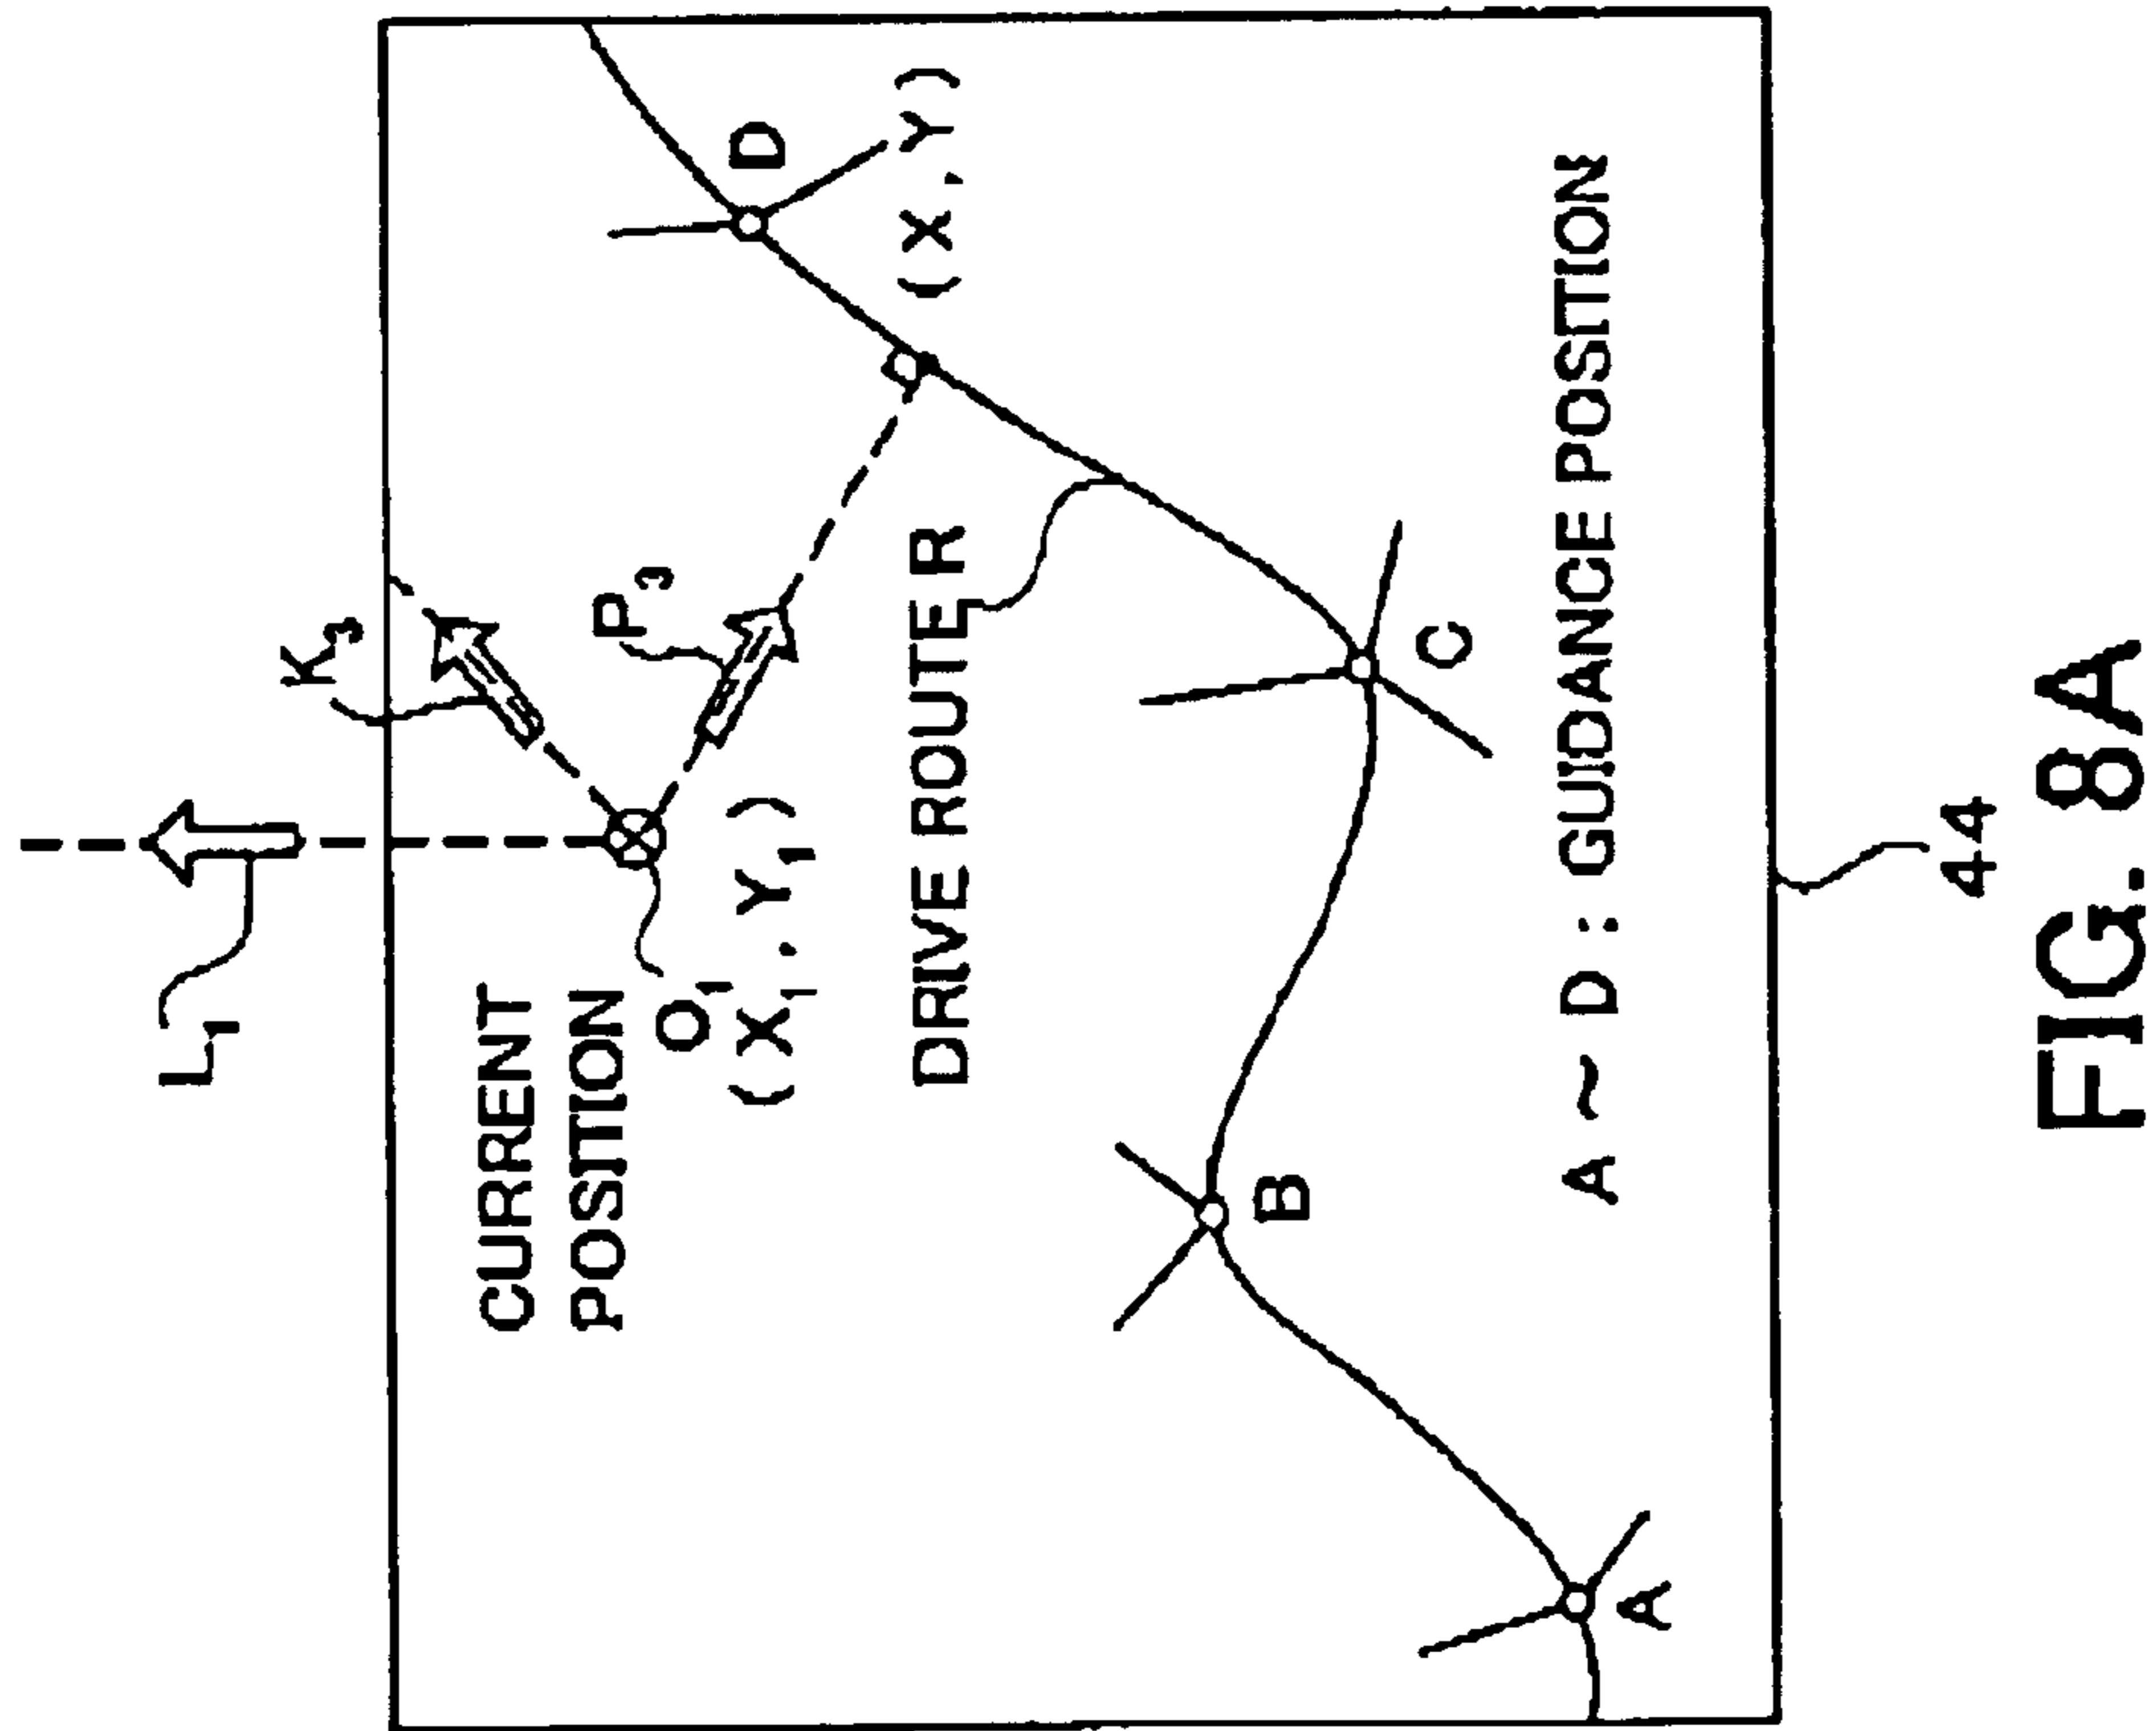 L₁
K₃
CURRENT
POSITION
P₃
O₁
(X₁, Y₁)
D
(X, Y)
DRIVE ROUTE R
B
C
A
A ~ D : GUIDANCE POSITION
44
FIG. 8A